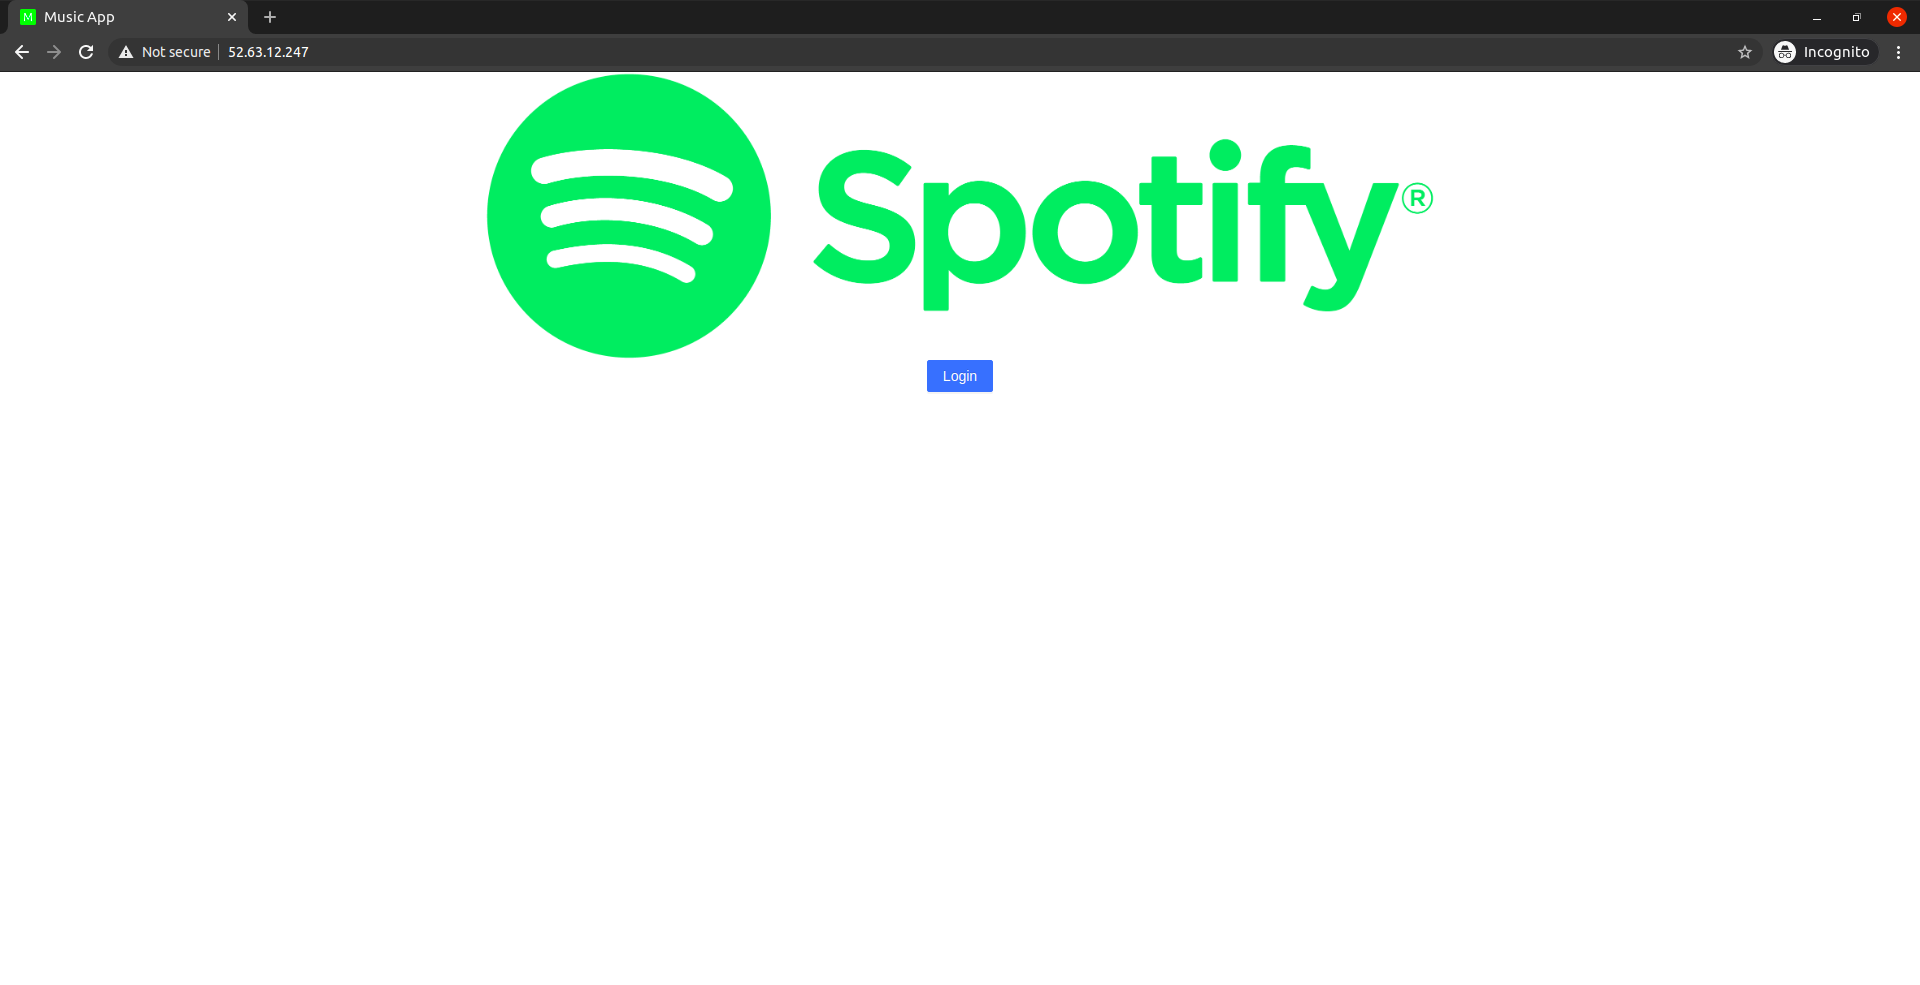 M Music App
Not secure 52.63.12.247 Incognito
Spotify®
Login